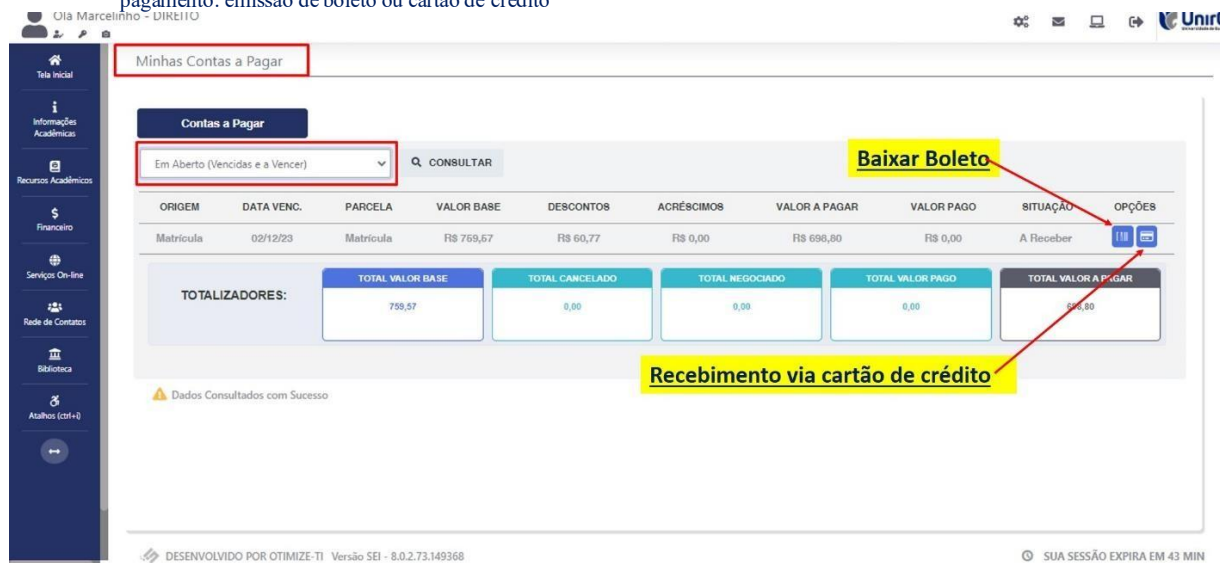 pagamento: emissão de boleto ou cartão de crédito
Olá Marcelinho - DIREITO
Tela Inicial
Informações
Acadêmicas
Recursos Acadêmicos
Financeiro
Serviços On-line
Rede de Contatos
Biblioteca
Atalhos (ctrl+i)
Minhas Contas a Pagar
Contas a Pagar
Em Aberto (Vencidas e a Vencer)
CONSULTAR
Baixar Boleto
ORIGEM DATA VENC. PARCELA VALOR BASE DESCONTOS ACRÉSCIMOS VALOR A PAGAR VALOR PAGO SITUAÇÃO OPÇÕES
Matrícula 02/12/23 Matrícula R$ 60,77 R$ 0,00 R$ 698,80 R$ 0,00 A Receber
TOTALIZADORES:
TOTAL VALOR BASE TOTAL CANCELADO TOTAL NEGOCIADO TOTAL VALOR PAGO TOTAL VALOR A PAGAR
759,57 0,00 0,00 0,00 698,80
Recebimento via cartão de crédito
Dados Consultados com Sucesso
DESENVOLVIDO POR OTIMIZE-TI Versão SEI - 8.0.2.73.149368
SUA SESSÃO EXPIRA EM 43 MIN